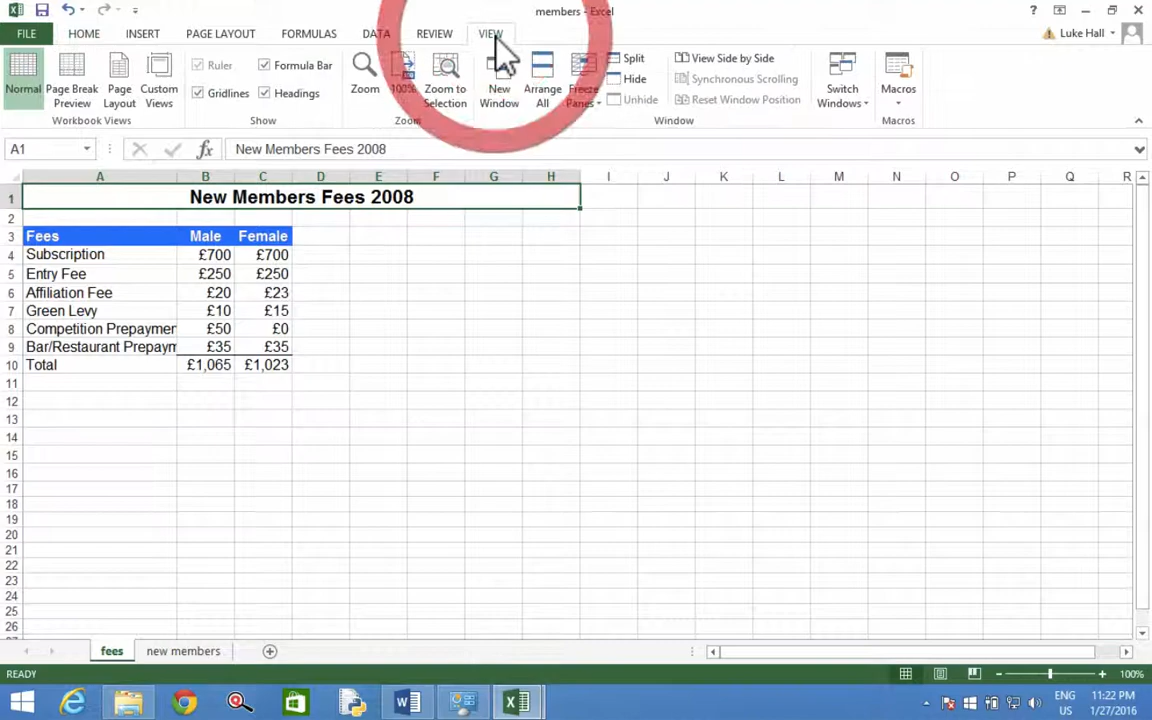 members - Excel
FILE HOME INSERT PAGE LAYOUT FORMULAS DATA REVIEW VIEW Luke Hall
Normal Page Break Preview Page Layout Custom Views
Ruler Formula Bar
Gridlines Headings
Zoom 100% Zoom to Selection
New Window Arrange All Freeze Panes
Split
Hide
Unhide
View Side by Side
Synchronous Scrolling
Reset Window Position
Switch Windows
Macros
Workbook Views Show Zoom Window Macros
A1 fx New Members Fees 2008
A B C D E F G H I J K L M N O P Q R
1 New Members Fees 2008
2
3 Fees Male Female
4 Subscription £700 £700
5 Entry Fee £250 £250
6 Affiliation Fee £20 £23
7 Green Levy £10 £15
8 Competition Prepaymen £50 £0
9 Bar/Restaurant Prepaym £35 £35
10 Total £1,065 £1,023
11
12
13
14
15
16
17
18
19
20
21
22
23
24
25
26
fees new members
READY 100%
ENG 11:22 PM
US 1/27/2016